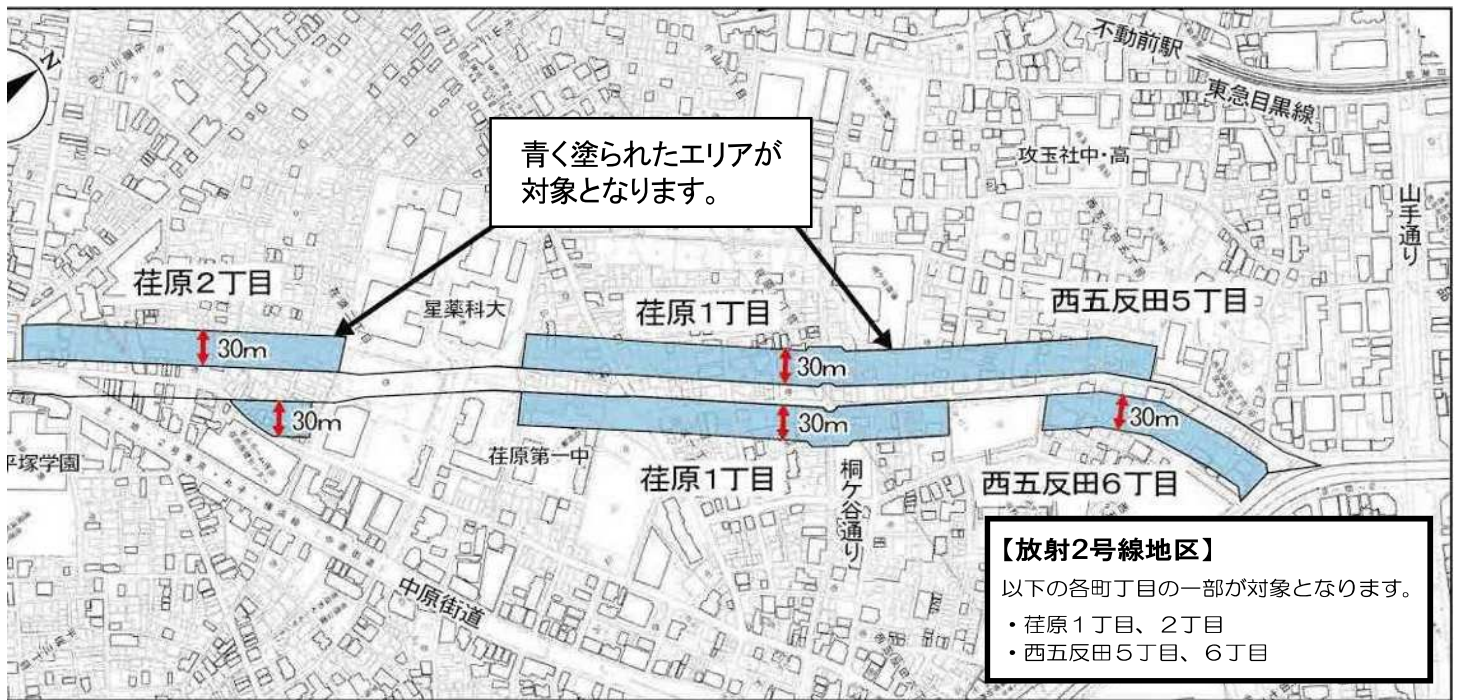 N
不動前駅
東急目黒線
攻玉社中・高
山手通り
青く塗られたエリアが
対象となります。
荏原2丁目
星薬科大
荏原1丁目
西五反田5丁目
30m
30m
30m
30m
30m
平塚学園
荏原第一中
荏原1丁目
桐ケ谷通り
西五反田6丁目
中原街道
【放射2号線地区】
以下の各町丁目の一部が対象となります。
・荏原1丁目、2丁目
・西五反田5丁目、6丁目